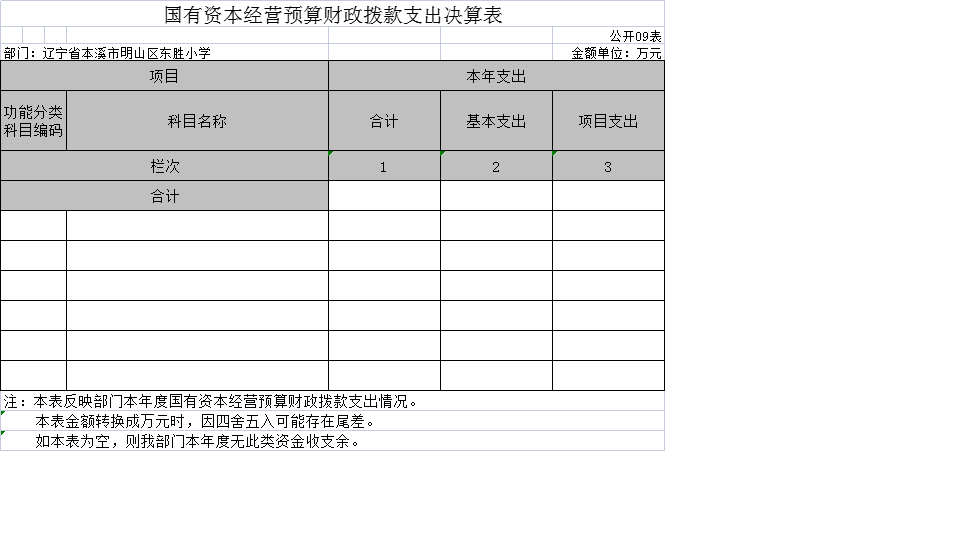 国有资本经营预算财政拨款支出决算表
公开09表
部门：辽宁省本溪市明山区东胜小学 金额单位：万元
项目 本年支出
功能分类科目编码 科目名称 合计 基本支出 项目支出
栏次 1 2 3
合计
注：本表反映部门本年度国有资本经营预算财政拨款支出情况。
本表金额转换成万元时，因四舍五入可能存在尾差。
如本表为空，则我部门本年度无此类资金收支余。